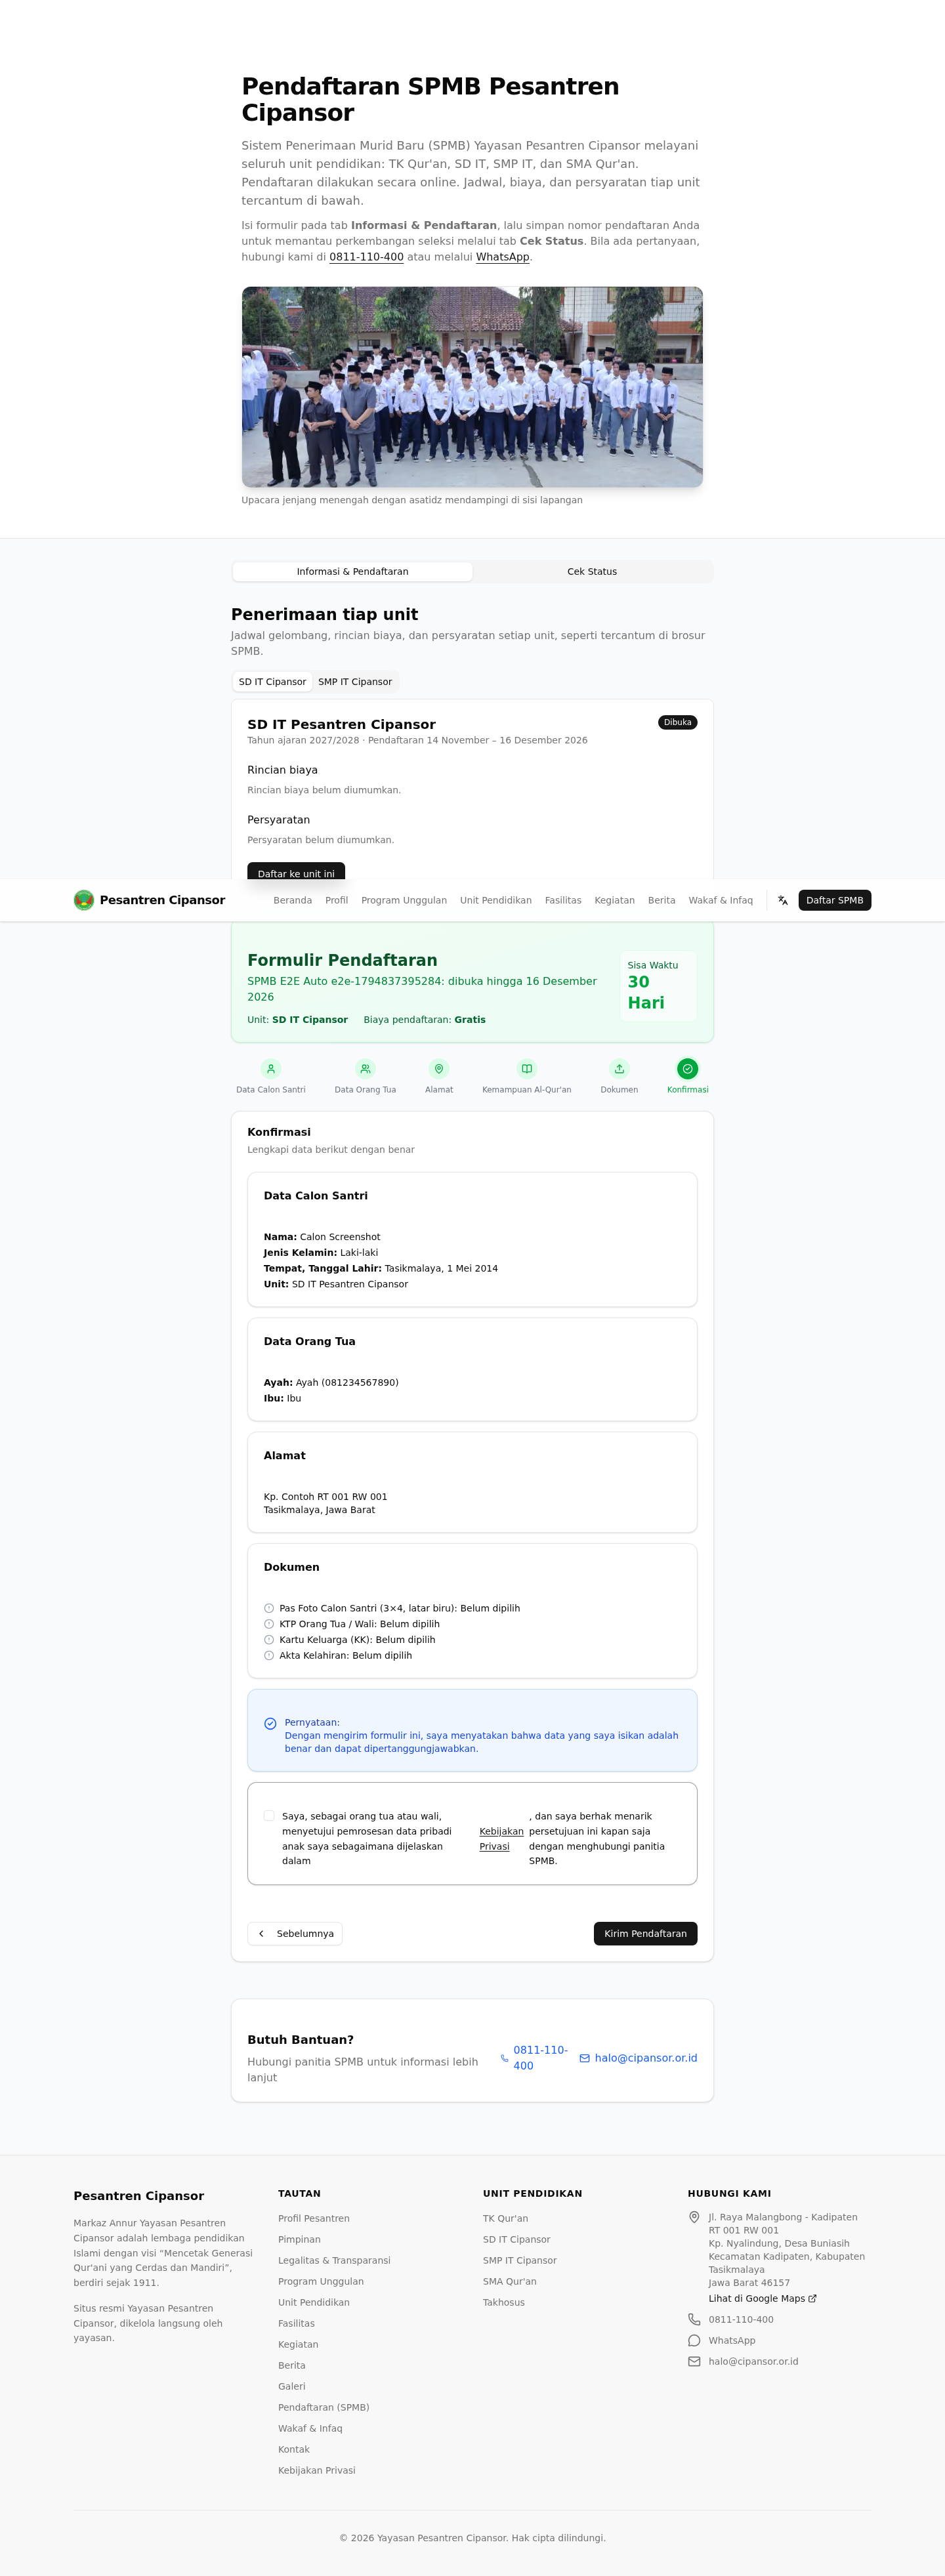 Pendaftaran SPMB Pesantren
Cipansor
Sistem Penerimaan Murid Baru (SPMB) Yayasan Pesantren Cipansor melayani
seluruh unit pendidikan: TK Qur'an, SD IT, SMP IT, dan SMA Qur'an.
Pendaftaran dilakukan secara online. Jadwal, biaya, dan persyaratan tiap unit
tercantum di bawah.
Isi formulir pada tab Informasi & Pendaftaran, lalu simpan nomor pendaftaran Anda
untuk memantau perkembangan seleksi melalui tab Cek Status. Bila ada pertanyaan,
hubungi kami di 0811-110-400 atau melalui WhatsApp.
Upacara jenjang menengah dengan asatidz mendampingi di sisi lapangan
Informasi & Pendaftaran
Cek Status
Penerimaan tiap unit
Jadwal gelombang, rincian biaya, dan persyaratan setiap unit, seperti tercantum di brosur
SPMB.
SD IT Cipansor
SMP IT Cipansor
SD IT Pesantren Cipansor
Dibuka
Tahun ajaran 2027/2028 · Pendaftaran 14 November – 16 Desember 2026
Rincian biaya
Rincian biaya belum diumumkan.
Persyaratan
Persyaratan belum diumumkan.
Daftar ke unit ini
Pesantren Cipansor
Beranda
Profil
Program Unggulan
Unit Pendidikan
Fasilitas
Kegiatan
Berita
Wakaf & Infaq
Daftar SPMB
Formulir Pendaftaran
SPMB E2E Auto e2e-1794837395284: dibuka hingga 16 Desember
2026
Unit: SD IT Cipansor
Biaya pendaftaran: Gratis
Sisa Waktu
30
Hari
Data Calon Santri
Data Orang Tua
Alamat
Kemampuan Al-Qur'an
Dokumen
Konfirmasi
Konfirmasi
Lengkapi data berikut dengan benar
Data Calon Santri
Nama: Calon Screenshot
Jenis Kelamin: Laki-laki
Tempat, Tanggal Lahir: Tasikmalaya, 1 Mei 2014
Unit: SD IT Pesantren Cipansor
Data Orang Tua
Ayah: Ayah (081234567890)
Ibu: Ibu
Alamat
Kp. Contoh RT 001 RW 001
Tasikmalaya, Jawa Barat
Dokumen
Pas Foto Calon Santri (3×4, latar biru): Belum dipilih
KTP Orang Tua / Wali: Belum dipilih
Kartu Keluarga (KK): Belum dipilih
Akta Kelahiran: Belum dipilih
Pernyataan:
Dengan mengirim formulir ini, saya menyatakan bahwa data yang saya isikan adalah
benar dan dapat dipertanggungjawabkan.
Saya, sebagai orang tua atau wali,
menyetujui pemrosesan data pribadi
anak saya sebagaimana dijelaskan
dalam
Kebijakan
Privasi
, dan saya berhak menarik
persetujuan ini kapan saja
dengan menghubungi panitia
SPMB.
Sebelumnya
Kirim Pendaftaran
Butuh Bantuan?
Hubungi panitia SPMB untuk informasi lebih
lanjut
0811-110-
400
halo@cipansor.or.id
Pesantren Cipansor
Markaz Annur Yayasan Pesantren
Cipansor adalah lembaga pendidikan
Islami dengan visi “Mencetak Generasi
Qur'ani yang Cerdas dan Mandiri”,
berdiri sejak 1911.
Situs resmi Yayasan Pesantren
Cipansor, dikelola langsung oleh
yayasan.
TAUTAN
Profil Pesantren
Pimpinan
Legalitas & Transparansi
Program Unggulan
Unit Pendidikan
Fasilitas
Kegiatan
Berita
Galeri
Pendaftaran (SPMB)
Wakaf & Infaq
Kontak
Kebijakan Privasi
UNIT PENDIDIKAN
TK Qur'an
SD IT Cipansor
SMP IT Cipansor
SMA Qur'an
Takhosus
HUBUNGI KAMI
Jl. Raya Malangbong - Kadipaten
RT 001 RW 001
Kp. Nyalindung, Desa Buniasih
Kecamatan Kadipaten, Kabupaten
Tasikmalaya
Jawa Barat 46157
Lihat di Google Maps
0811-110-400
WhatsApp
halo@cipansor.or.id
© 2026 Yayasan Pesantren Cipansor. Hak cipta dilindungi.